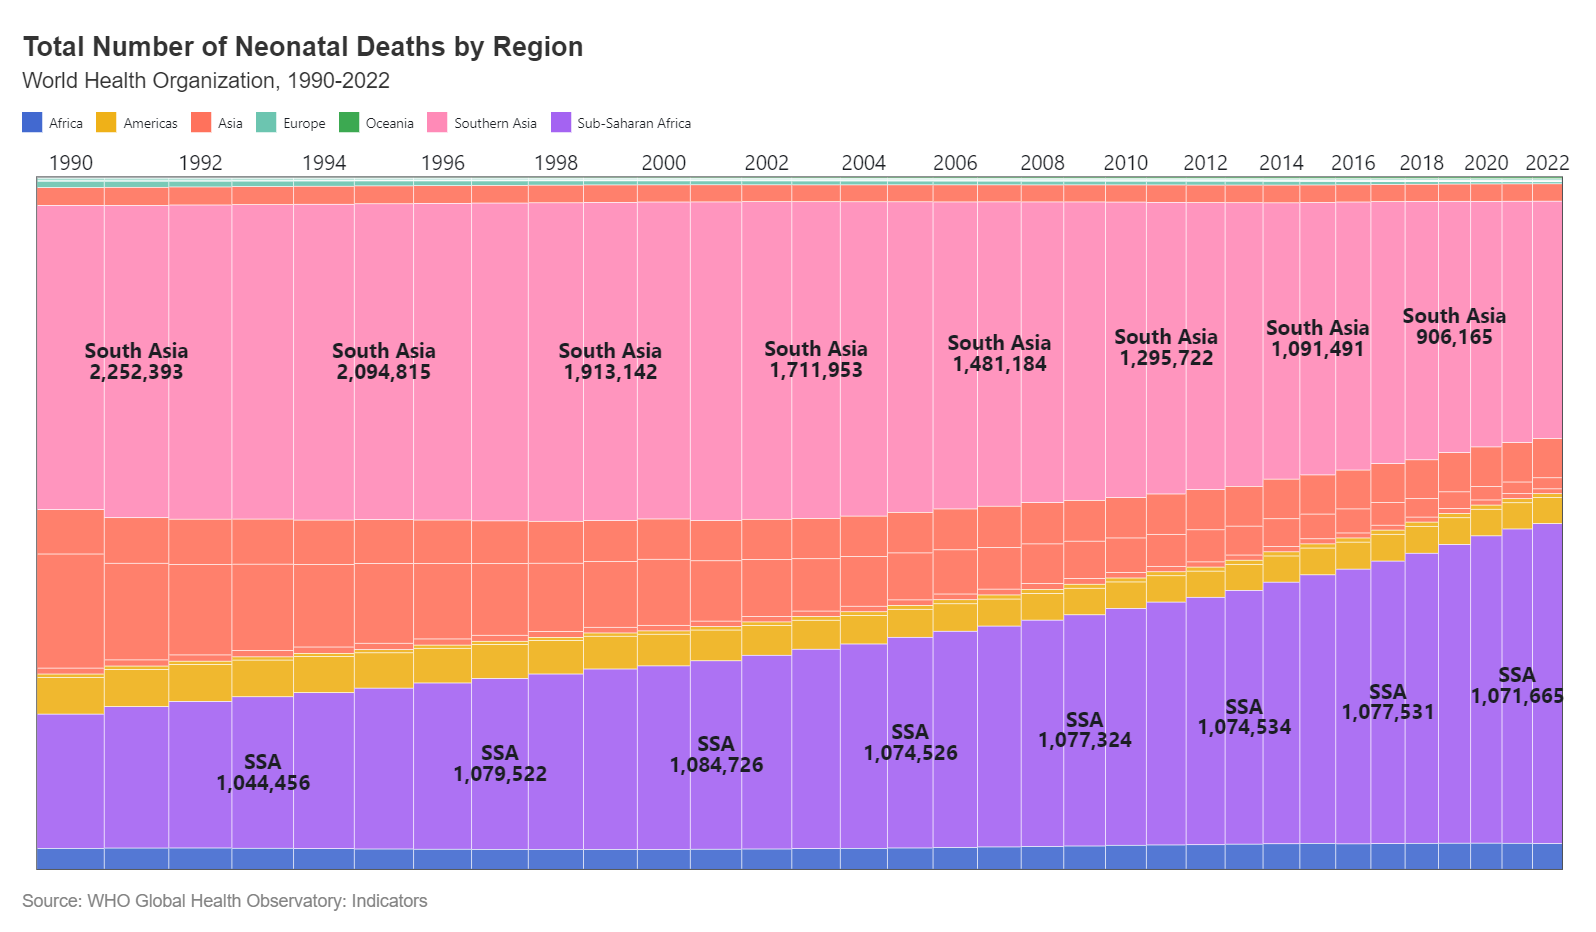 Total Number of Neonatal Deaths by Region
World Health Organization, 1990-2022
Africa Americas Asia Europe Oceania Southern Asia Sub-Saharan Africa
1990 1992 1994 1996 1998 2000 2002 2004 2006 2008 2010 2012 2014 2016 2018 2020 2022
South Asia
2,252,393
South Asia
2,094,815
South Asia
1,913,142
South Asia
1,711,953
South Asia
1,481,184
South Asia
1,295,722
South Asia
1,091,491
South Asia
906,165
SSA
1,044,456
SSA
1,079,522
SSA
1,084,726
SSA
1,074,526
SSA
1,077,324
SSA
1,074,534
SSA
1,077,531
SSA
1,071,665
Source: WHO Global Health Observatory: Indicators